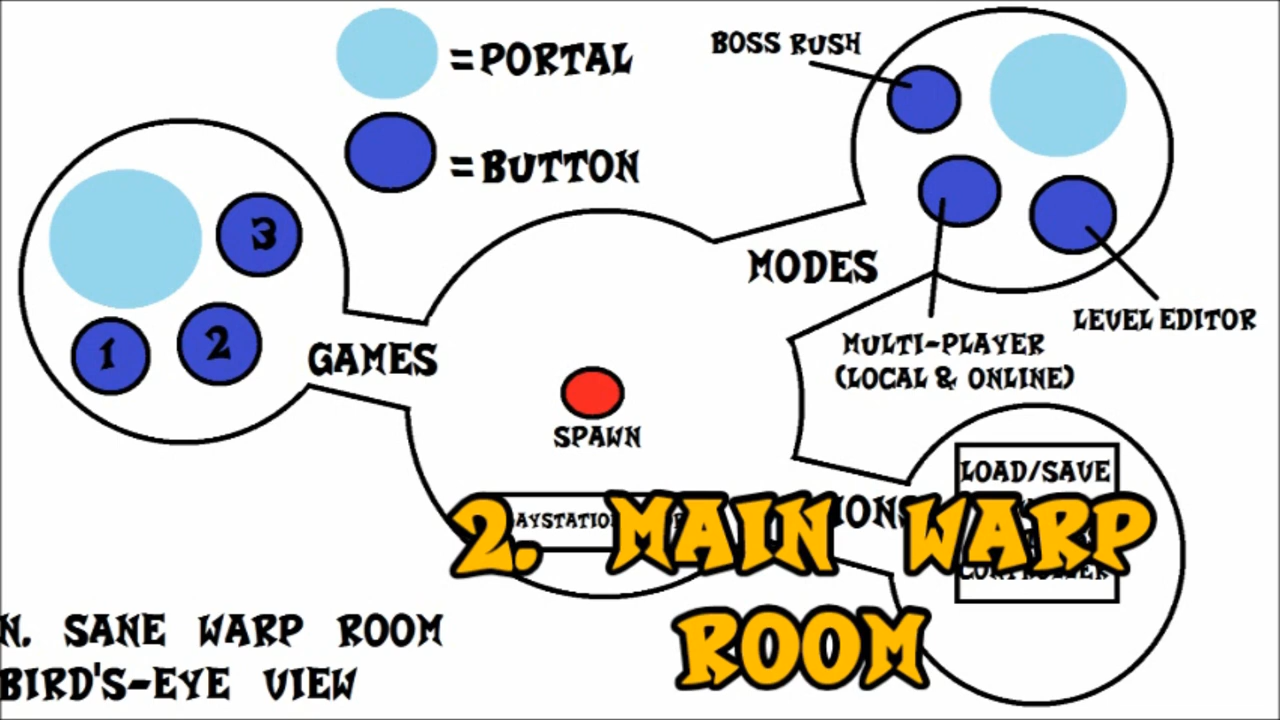 BOSS RUSH
=PORTAL
=BUTTON
3
1
2
GAMES
MODES
MULTI-PLAYER
(LOCAL & ONLINE)
LEVEL EDITOR
SPAWN
LOAD/SAVE
2. MAIN WARP
ROOM
N. SANE WARP ROOM
BIRD'S-EYE VIEW